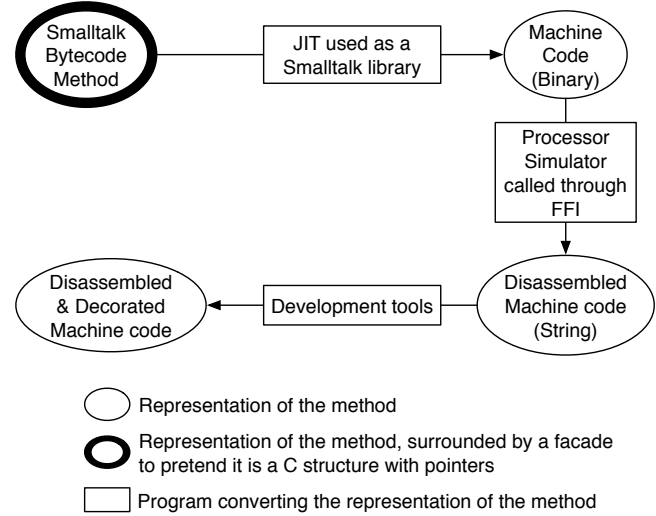 Smalltalk
Bytecode
Method
JIT used as a
Smalltalk library
Machine
Code
(Binary)
Processor
Simulator
called through
FFI
Disassembled
& Decorated
Machine code
Development tools
Disassembled
Machine code
(String)
Representation of the method
Representation of the method, surrounded by a facade
to pretend it is a C structure with pointers
Program converting the representation of the method